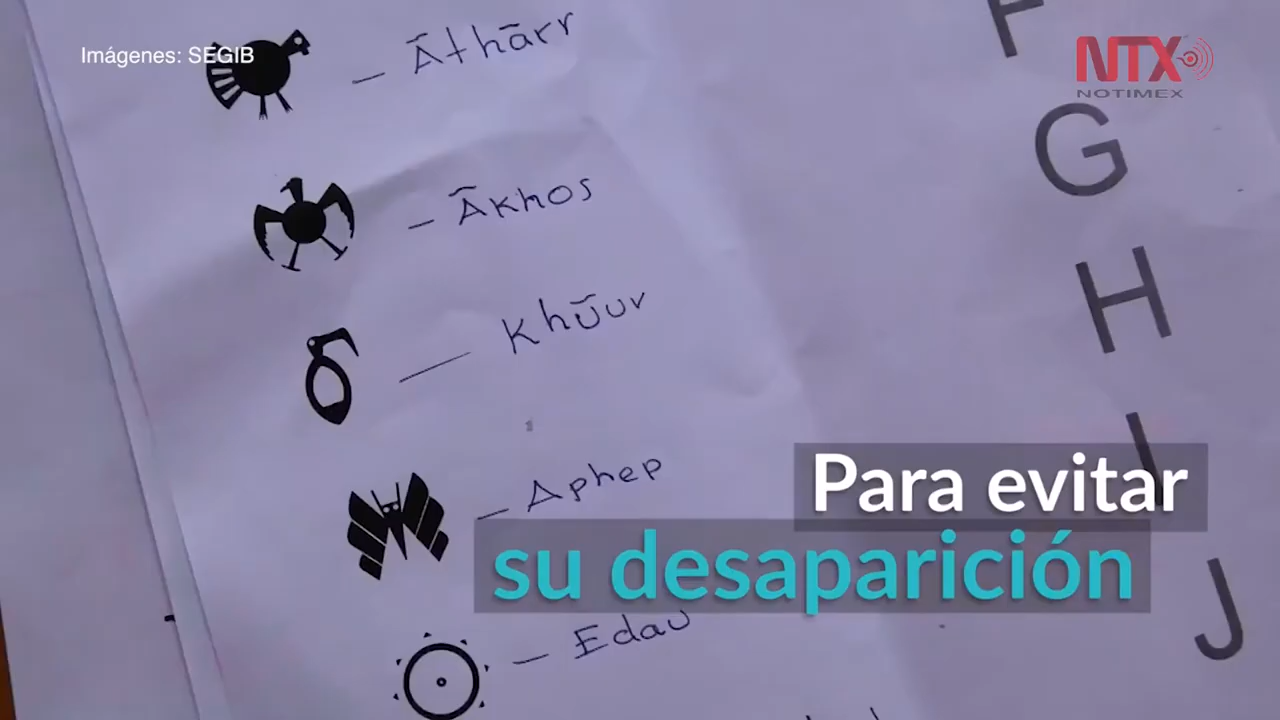 Imágenes: SEGIB
NTX
NOTIMEX
Āthārr
Ākhos
Khūur
Aphep
Edau
F
G
H
I
J
Para evitar
su desaparición